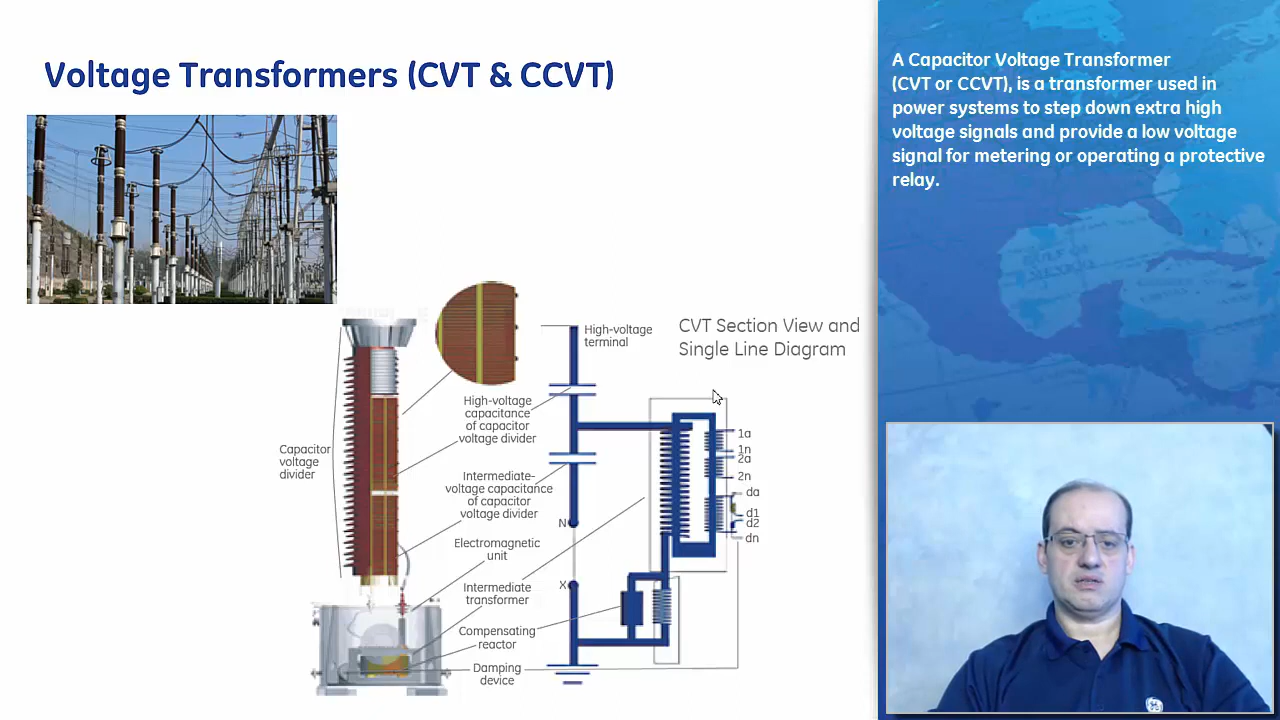 Voltage Transformers (CVT & CCVT)
A Capacitor Voltage Transformer
(CVT or CCVT), is a transformer used in
power systems to step down extra high
voltage signals and provide a low voltage
signal for metering or operating a protective
relay.
CVT Section View and
Single Line Diagram
High-voltage
terminal
High-voltage
capacitance
of capacitor
voltage divider
Capacitor
voltage
divider
Intermediate-
voltage capacitance
of capacitor
voltage divider
Electromagnetic
unit
Intermediate
transformer
Compensating
reactor
Damping
device
N
X
1a
1n
2a
2n
da
d1
d2
dn
GULF OF